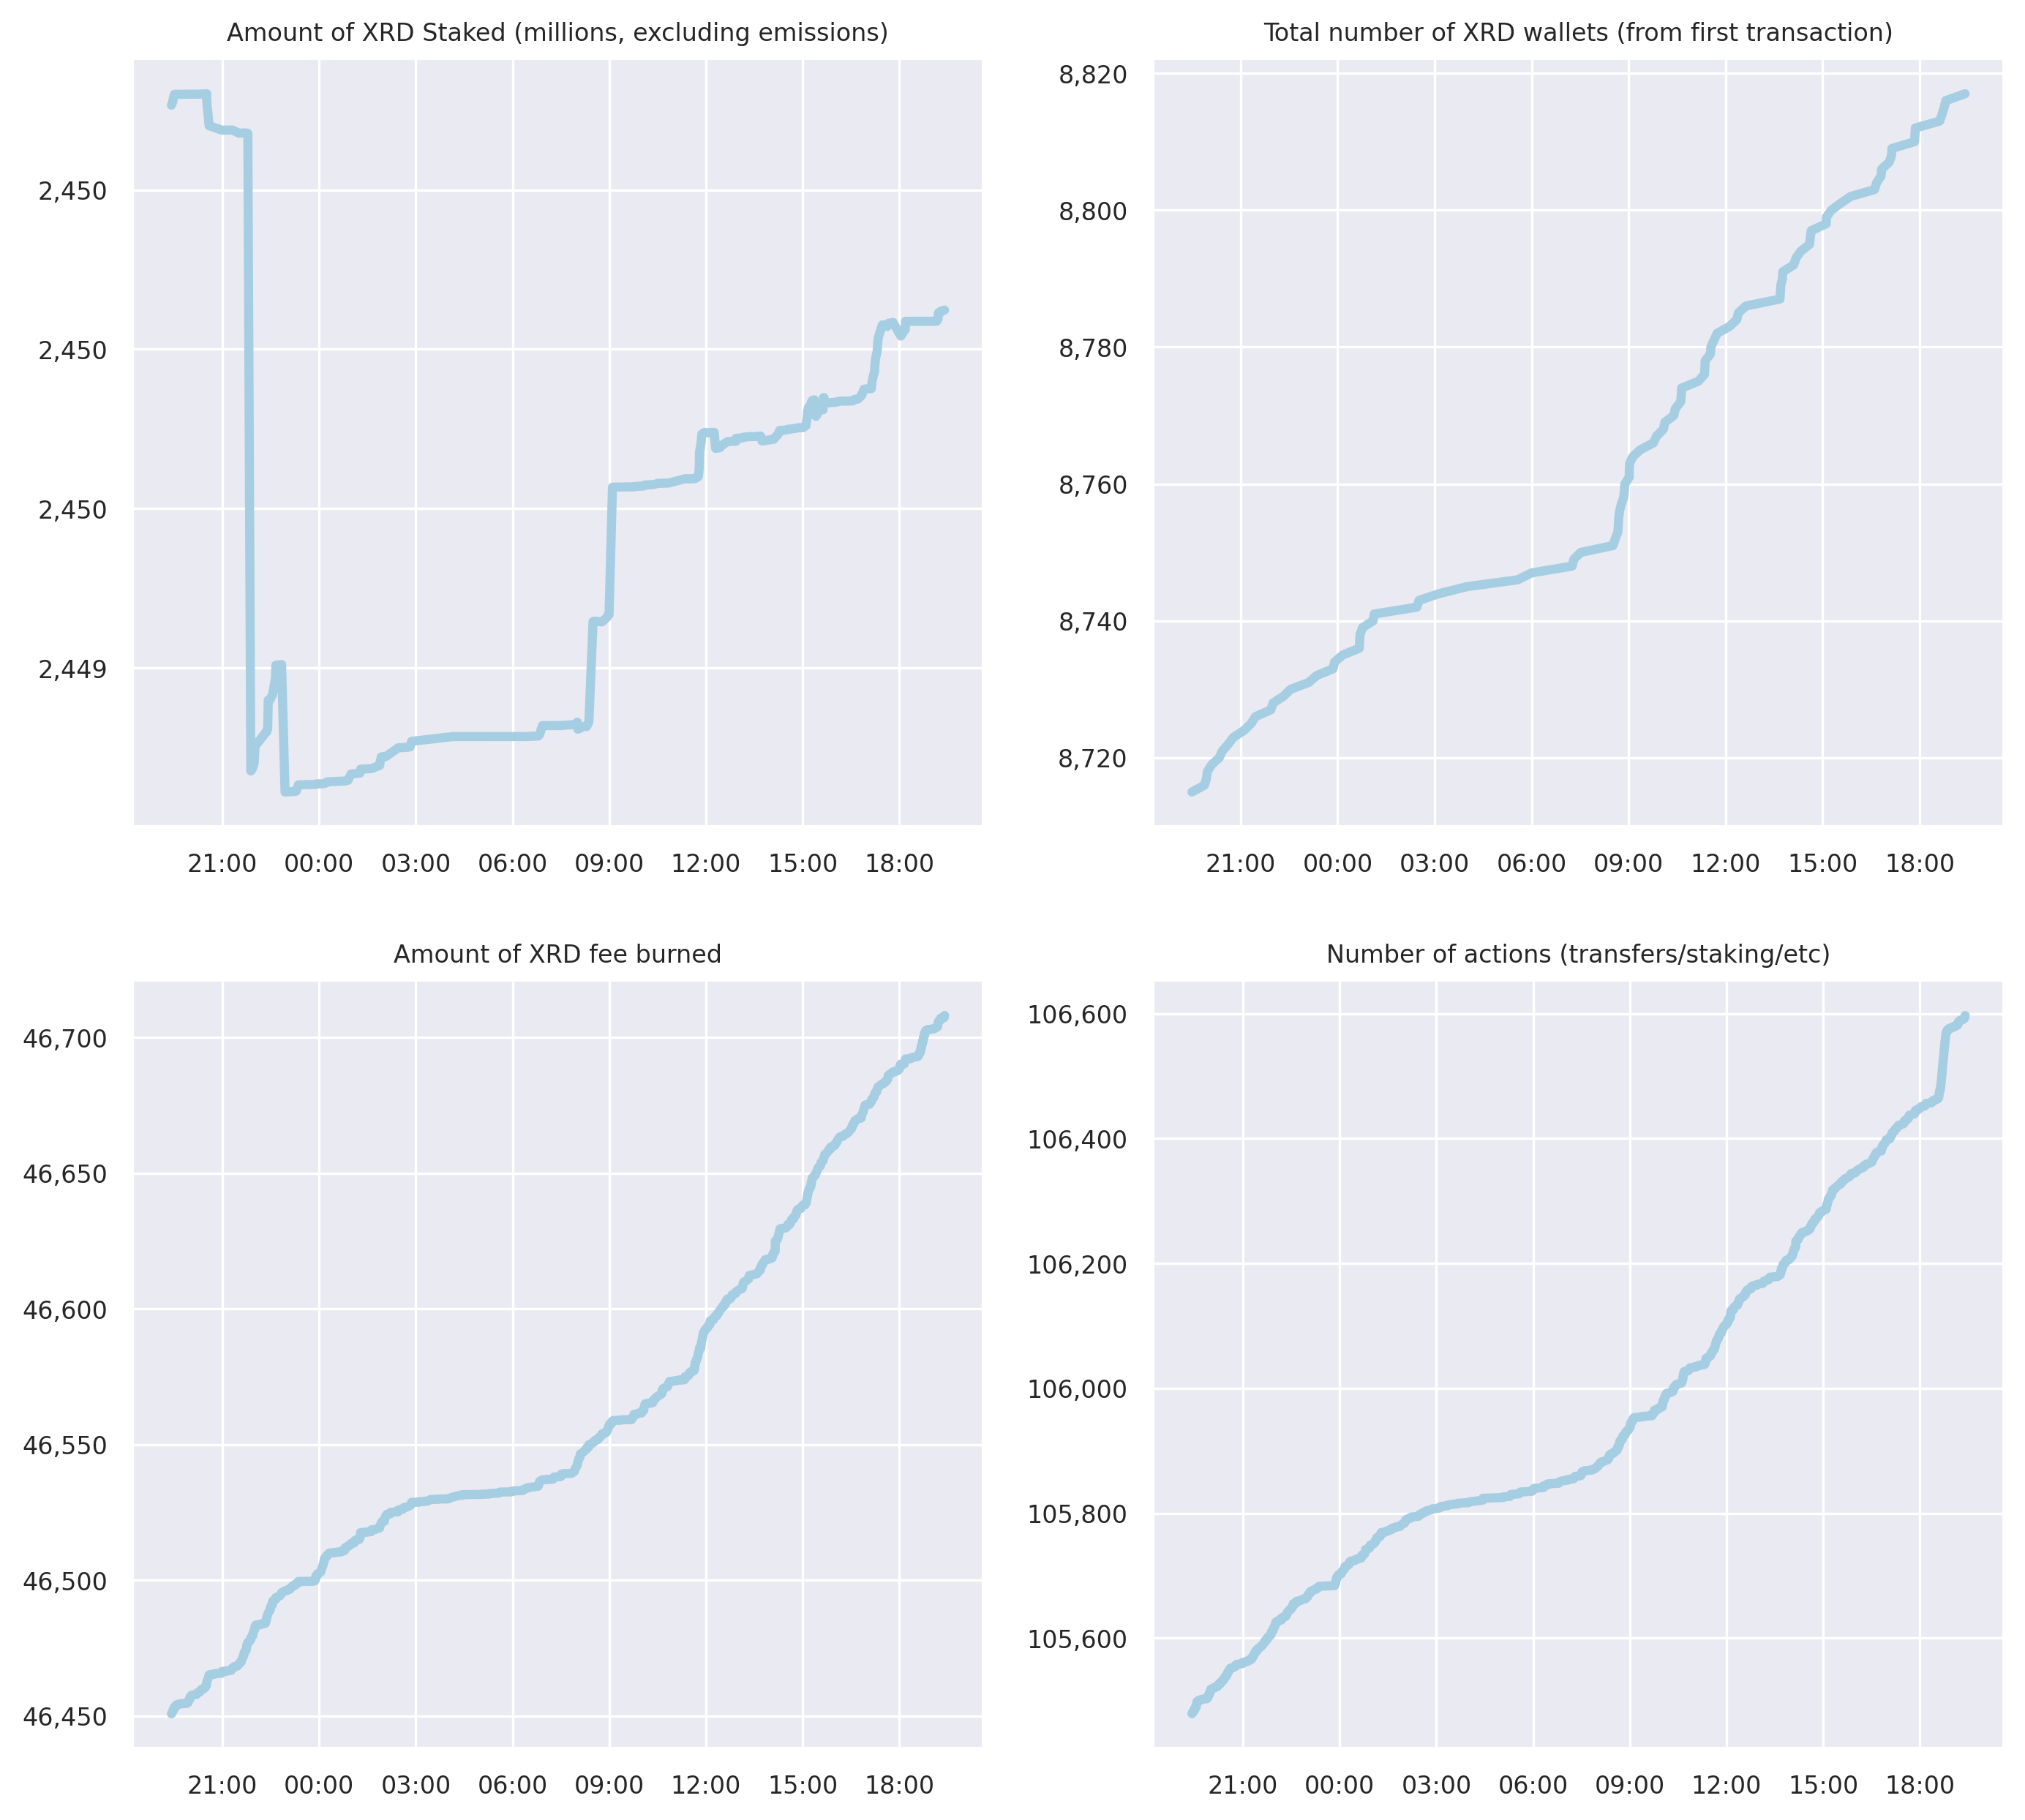 Amount of XRD Staked (millions, excluding emissions)
2,450
2,450
2,450
2,449
21:00 00:00 03:00 06:00 09:00 12:00 15:00 18:00
Total number of XRD wallets (from first transaction)
8,820
8,800
8,780
8,760
8,740
8,720
21:00 00:00 03:00 06:00 09:00 12:00 15:00 18:00
Amount of XRD fee burned
46,700
46,650
46,600
46,550
46,500
46,450
21:00 00:00 03:00 06:00 09:00 12:00 15:00 18:00
Number of actions (transfers/staking/etc)
106,600
106,400
106,200
106,000
105,800
105,600
21:00 00:00 03:00 06:00 09:00 12:00 15:00 18:00